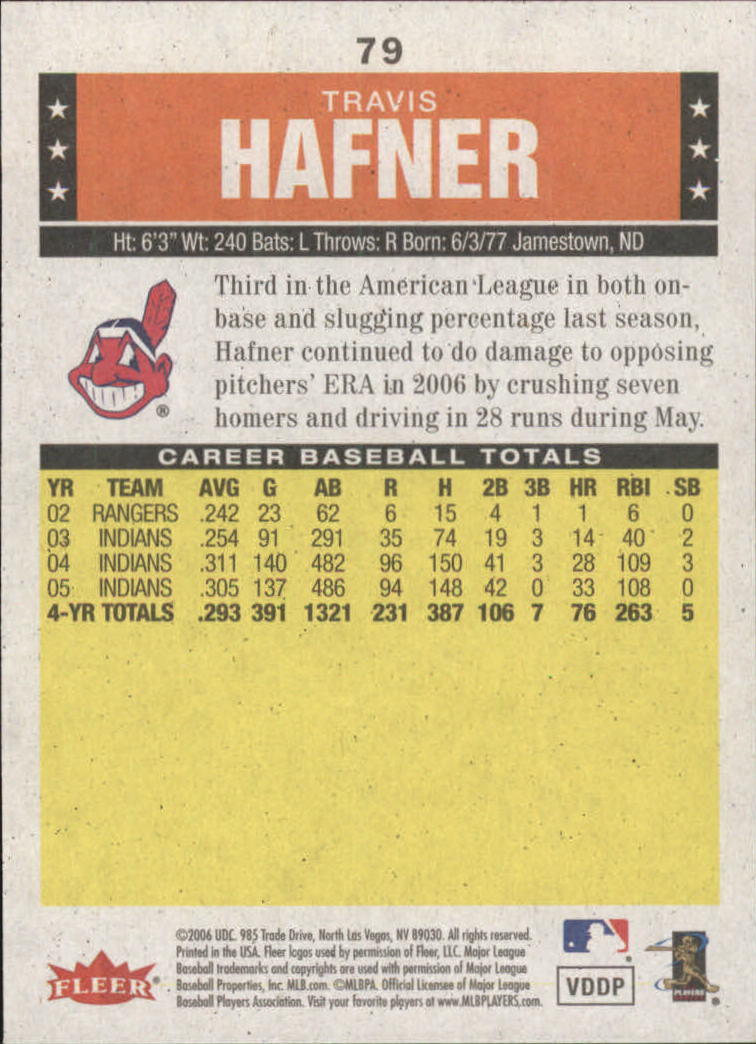 79
TRAVIS
HAFNER
Ht: 6'3" Wt: 240 Bats: L Throws: R Born: 6/3/77 Jamestown, ND
Third in the American League in both on-
base and slugging percentage last season,
Hafner continued to do damage to opposing
pitchers' ERA in 2006 by crushing seven
homers and driving in 28 runs during May.
®
CAREER BASEBALL TOTALS
YR TEAM AVG G AB R H 2B 3B HR RBI SB
02 RANGERS .242 23 62 6 15 4 1 1 6 0
03 INDIANS .254 91 291 35 74 19 3 14 40 2
04 INDIANS .311 140 482 96 150 41 3 28 109 3
05 INDIANS .305 137 486 94 148 42 0 33 108 0
4-YR TOTALS .293 391 1321 231 387 106 7 76 263 5
©2006 UDC. 985 Trade Drive, North Las Vegas, NV 89030. All rights reserved.
Printed in the USA. Fleer logos used by permission of Fleer, LLC. Major League
Baseball trademarks and copyrights are used with permission of Major League
Baseball Properties, Inc. MLB.com. ©MLBPA. Official Licensee of Major League
Baseball Players Association. Visit your favorite players at www.MLBPLAYERS.com.
FLEER®
VDDP
PLAYERS